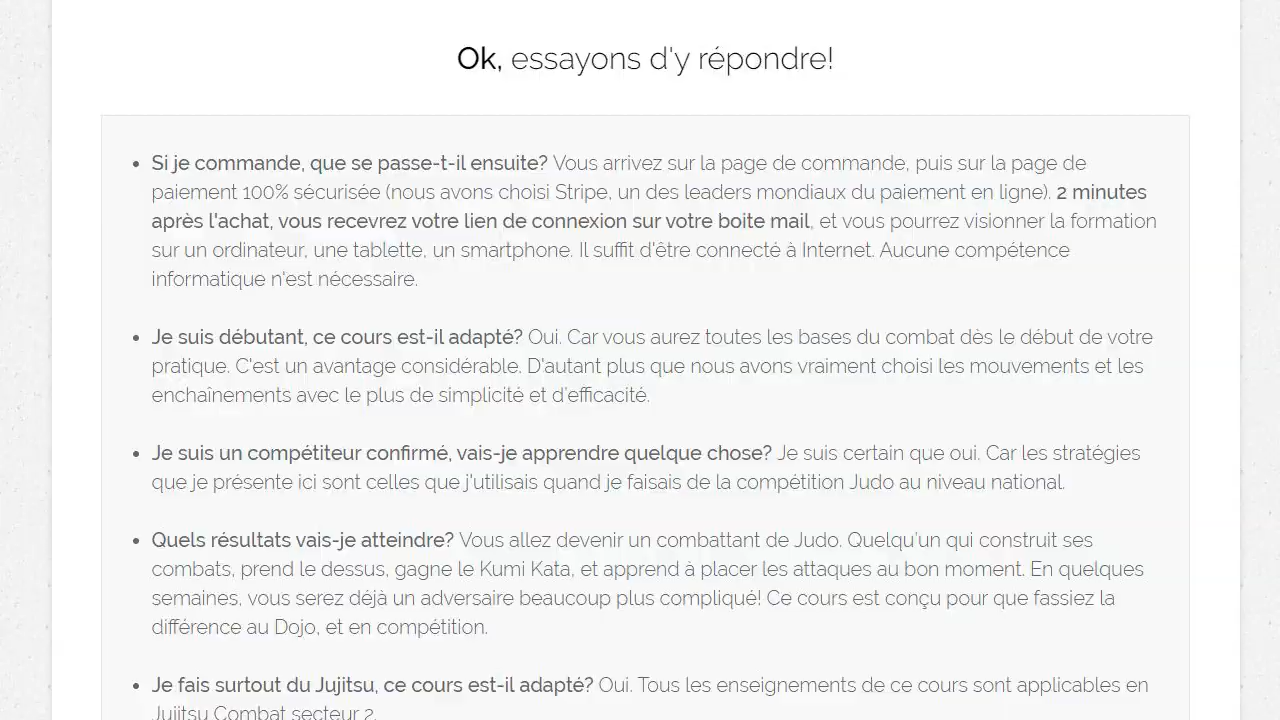 Ok, essayons d'y répondre!
Si je commande, que se passe-t-il ensuite? Vous arrivez sur la page de commande, puis sur la page de
paiement 100% sécurisée (nous avons choisi Stripe, un des leaders mondiaux du paiement en ligne). 2 minutes
après l'achat, vous recevrez votre lien de connexion sur votre boite mail, et vous pourrez visionner la formation
sur un ordinateur, une tablette, un smartphone. Il suffit d'être connecté à Internet. Aucune compétence
informatique n'est nécessaire.
Je suis débutant, ce cours est-il adapté? Oui. Car vous aurez toutes les bases du combat dès le début de votre
pratique. C'est un avantage considérable. D'autant plus que nous avons vraiment choisi les mouvements et les
enchaînements avec le plus de simplicité et d'efficacité.
Je suis un compétiteur confirmé, vais-je apprendre quelque chose? Je suis certain que oui. Car les stratégies
que je présente ici sont celles que j'utilisais quand je faisais de la compétition Judo au niveau national.
Quels résultats vais-je atteindre? Vous allez devenir un combattant de Judo. Quelqu'un qui construit ses
combats, prend le dessus, gagne le Kumi Kata, et apprend à placer les attaques au bon moment. En quelques
semaines, vous serez déjà un adversaire beaucoup plus compliqué! Ce cours est conçu pour que fassiez la
différence au Dojo, et en compétition.
Je fais surtout du Jujitsu, ce cours est-il adapté? Oui. Tous les enseignements de ce cours sont applicables en
Jujitsu Combat secteur 2.